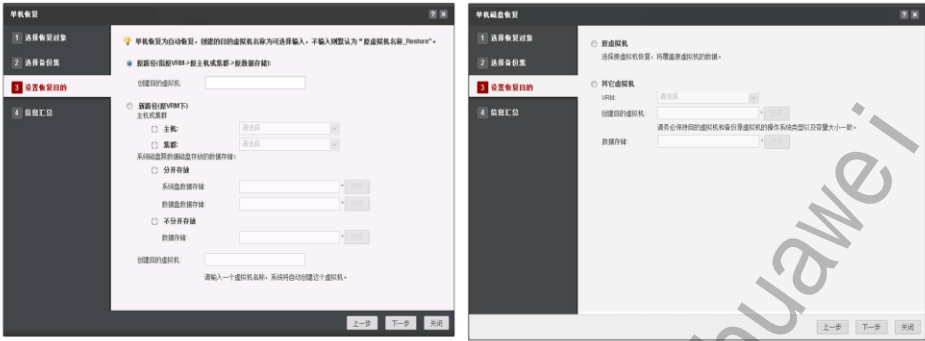 单机恢复
1 选择恢复对象
2 选择备份集
3 设置恢复目的
4 信息汇总
单机恢复为自动恢复，创建的目的虚拟机名称为可选择输入，不输入则默认为“原虚拟机名称_Restore”。
原路径(指原VRM->原主机或集群->原数据存储):
创建目的虚拟机:
新路径(原VRM下)
主机或集群
主机: 请选择
集群: 请选择
系统磁盘跟数据磁盘存放的数据存储:
分开存储
系统盘数据存储: *
数据盘数据存储: *
不分开存储
数据存储: *
创建目的虚拟机:
请输入一个虚拟机名称，系统将自动创建这个虚拟机。
上一步 下一步 关闭
单机磁盘恢复
1 选择恢复对象
2 选择备份集
3 设置恢复目的
4 信息汇总
原虚拟机
选择原虚拟机恢复，将覆盖原虚拟机的数据。
其它虚拟机
VRM: 请选择
创建目的虚拟机: *
请务必保持目的虚拟机和备份原虚拟机的操作系统类型以及容量大小一致。
数据存储: *
上一步 下一步 关闭
huawei.